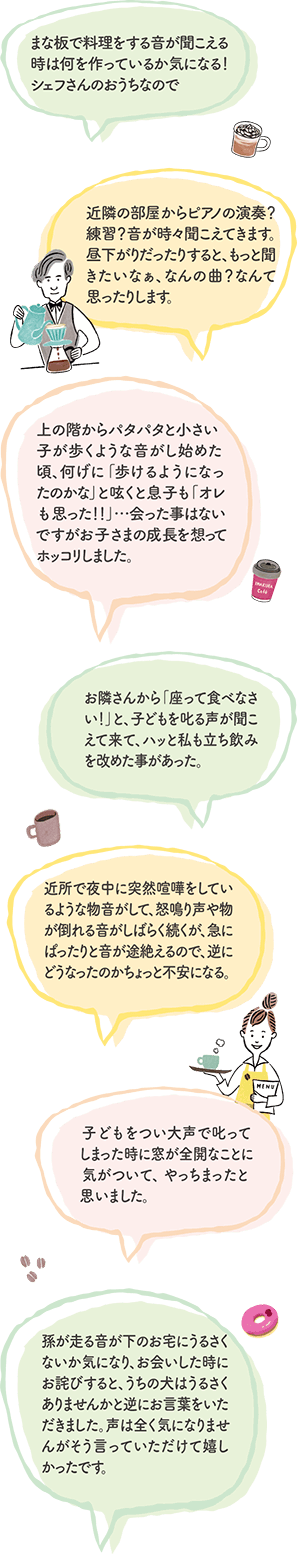 まな板で料理をする音が聞こえる
時は何を作っているか気になる！
シェフさんのおうちなので
近隣の部屋からピアノの演奏？
練習？音が時々聞こえてきます。
昼下がりだったりすると、もっと聞
きたいなぁ、なんの曲？なんて
思ったりします。
上の階からパタパタと小さい
子が歩くような音がし始めた
頃、何げに「歩けるようになっ
たのかな」と呟くと息子も「オレ
も思った！！」…会った事はない
ですがお子さまの成長を想って
ホッコリしました。
IMAKURA
Café
お隣さんから「座って食べなさ
い！」と、子どもを叱る声が聞こ
えて来て、ハッと私も立ち飲み
を改めた事があった。
近所で夜中に突然喧嘩をしてい
るような物音がして、怒鳴り声や物
が倒れる音がしばらく続くが、急に
ぱったりと音が途絶えるので、逆に
どうなったのかちょっと不安になる。
MENU
子どもをつい大声で叱って
しまった時に窓が全開なことに
気がついて、やっちまったと
思いました。
孫が走る音が下のお宅にうるさく
ないか気になり、お会いした時に
お詫びすると、うちの犬はうるさく
ありませんかと逆にお言葉をいた
だきました。声は全く気になりませ
んがそう言っていただけて嬉し
かったです。